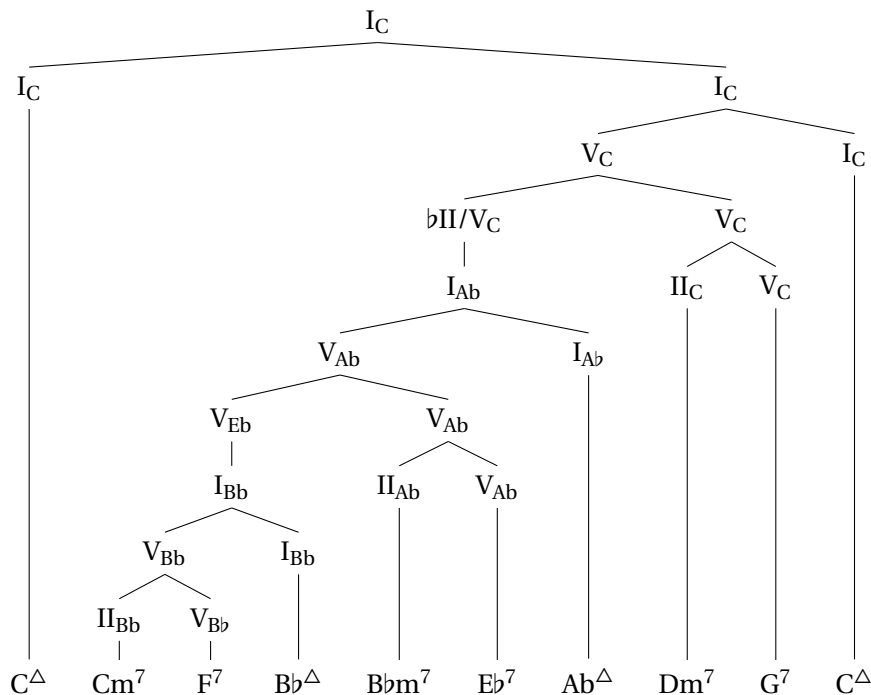 I_C
I_C I_C
V_C I_C
♭II/V_C V_C
I_Ab II_C V_C
V_Ab I_A♭
V_Eb V_Ab
I_Bb II_Ab V_Ab
V_Bb I_Bb
II_Bb V_B♭
C^△ Cm^7 F^7 B♭^△ B♭m^7 E♭^7 Ab^△ Dm^7 G^7 C^△